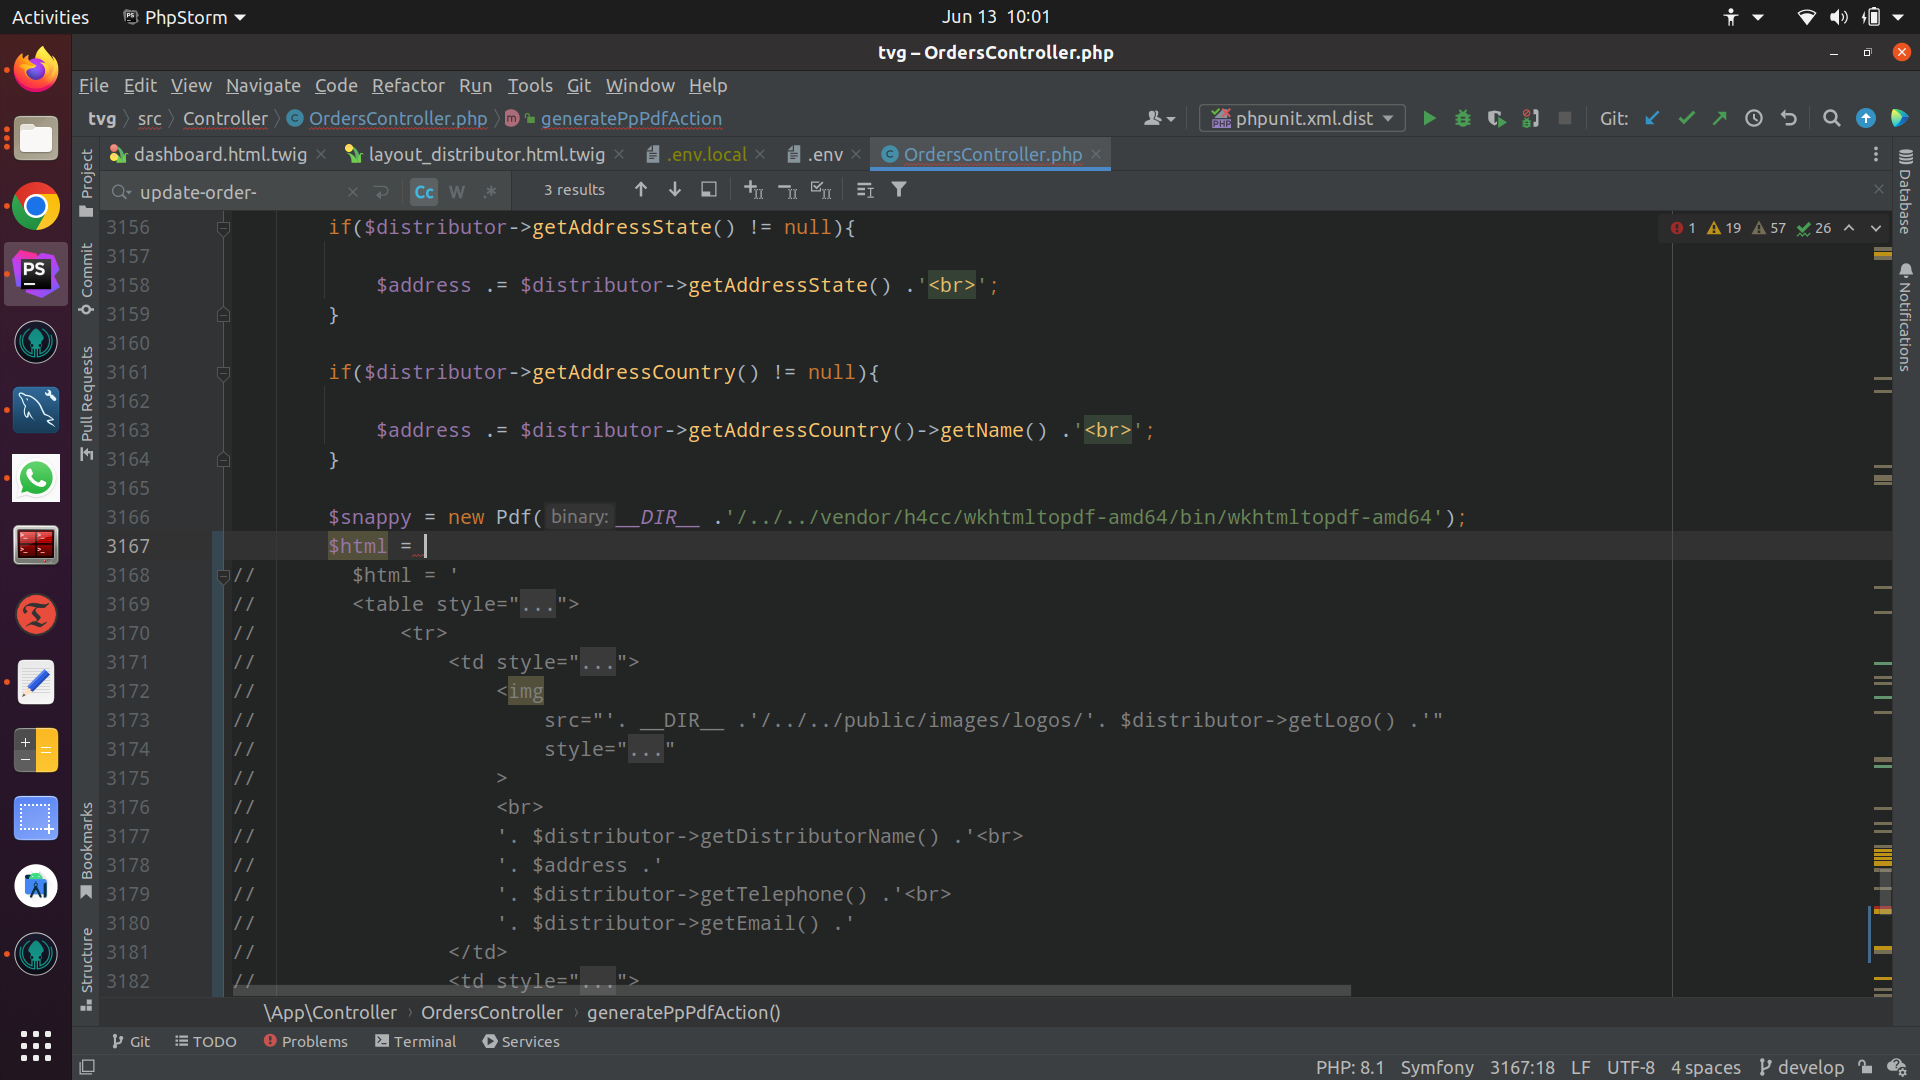 Activities PhpStorm Jun 13 10:01
tvg – OrdersController.php
File Edit View Navigate Code Refactor Run Tools Git Window Help
tvg src Controller OrdersController.php generatePpPdfAction phpunit.xml.dist Git:
dashboard.html.twig layout_distributor.html.twig .env.local .env OrdersController.php
update-order- Cc W .* 3 results
Project
Commit
Pull Requests
Bookmarks
Structure
Database
Notifications
1 19 57 26
3156 if($distributor->getAddressState() != null){
3157
3158 $address .= $distributor->getAddressState() .'<br>';
3159 }
3160
3161 if($distributor->getAddressCountry() != null){
3162
3163 $address .= $distributor->getAddressCountry()->getName() .'<br>';
3164 }
3165
3166 $snappy = new Pdf( binary: __DIR__ .'/../../vendor/h4cc/wkhtmltopdf-amd64/bin/wkhtmltopdf-amd64');
3167 $html =
3168 // $html = '
3169 // <table style="...">
3170 // <tr>
3171 // <td style="...">
3172 // <img
3173 // src="'. __DIR__ .'/../../public/images/logos/'. $distributor->getLogo() .'"
3174 // style="..."
3175 // >
3176 // <br>
3177 // '. $distributor->getDistributorName() .'<br>
3178 // '. $address .'
3179 // '. $distributor->getTelephone() .'<br>
3180 // '. $distributor->getEmail() .'
3181 // </td>
3182 // <td style="...">
\App\Controller OrdersController generatePpPdfAction()
Git TODO Problems Terminal Services
PHP: 8.1 Symfony 3167:18 LF UTF-8 4 spaces develop